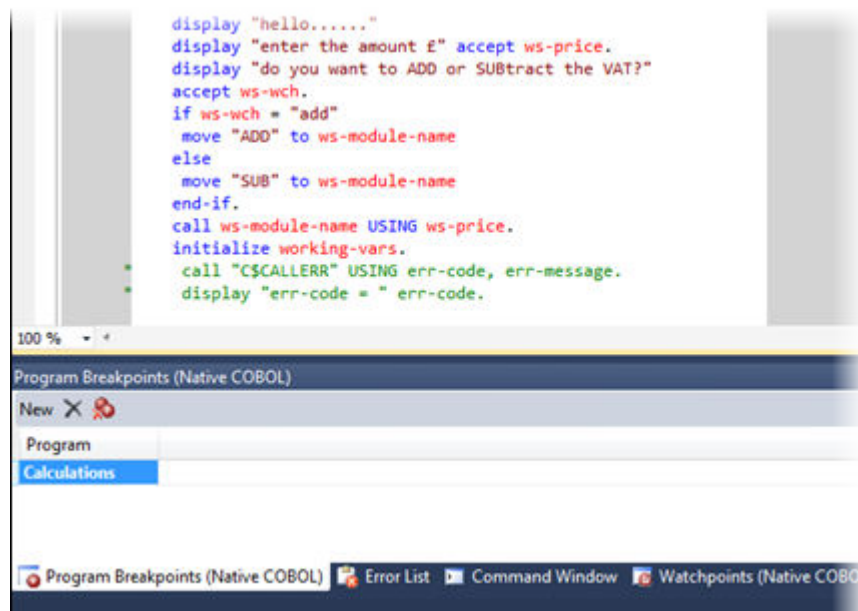 display "hello......"
display "enter the amount £" accept ws-price.
display "do you want to ADD or SUBtract the VAT?"
accept ws-wch.
if ws-wch = "add"
move "ADD" to ws-module-name
else
move "SUB" to ws-module-name
end-if.
call ws-module-name USING ws-price.
initialize working-vars.
* call "C$CALLERR" USING err-code, err-message.
* display "err-code = " err-code.
100 %
Program Breakpoints (Native COBOL)
New
Program
Calculations
Program Breakpoints (Native COBOL) Error List Command Window Watchpoints (Native COBO